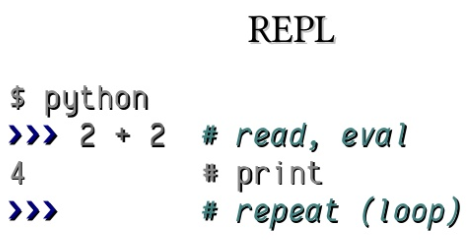 REPL
$ python
>>> 2 + 2 # read, eval
4 # print
>>> # repeat (loop)